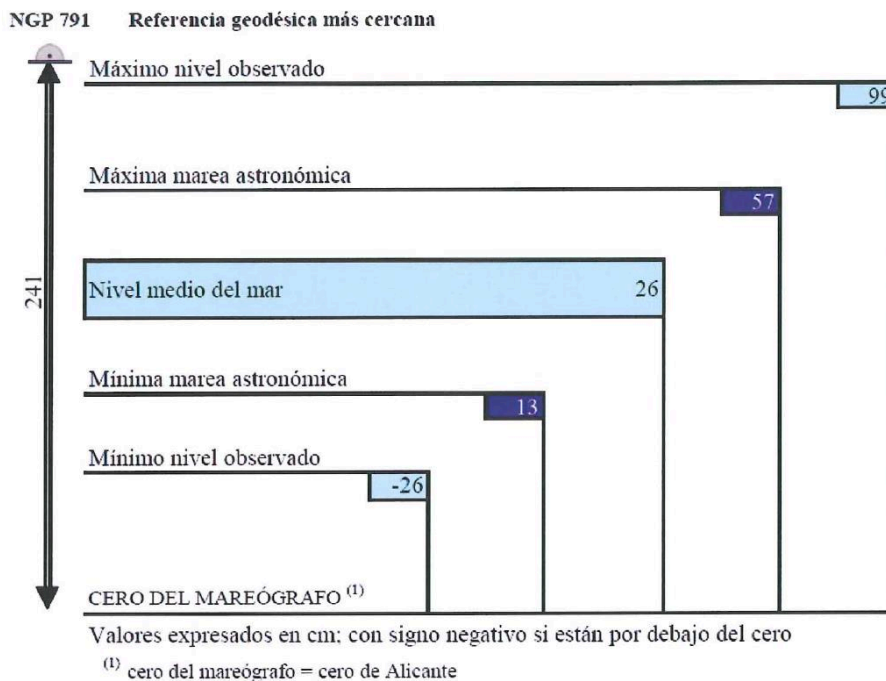 NGP 791 Referencia geodésica más cercana
Máximo nivel observado
99
Máxima marea astronómica
57
241
Nivel medio del mar
26
Mínima marea astronómica
13
Mínimo nivel observado
-26
CERO DEL MAREÓGRAFO (1)
Valores expresados en cm; con signo negativo si están por debajo del cero
(1) cero del mareógrafo = cero de Alicante